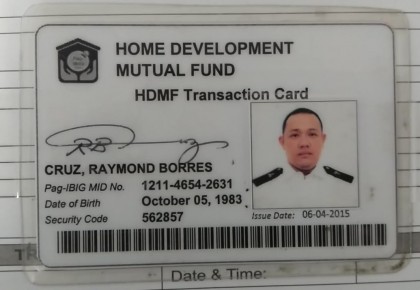 HOME DEVELOPMENT
MUTUAL FUND
HDMF Transaction Card
CRUZ, RAYMOND BORRES
Pag-IBIG MID No. 1211-4654-2631
Date of Birth October 05, 1983
Security Code 562857
Issue Date: 06-04-2015
Date & Time: